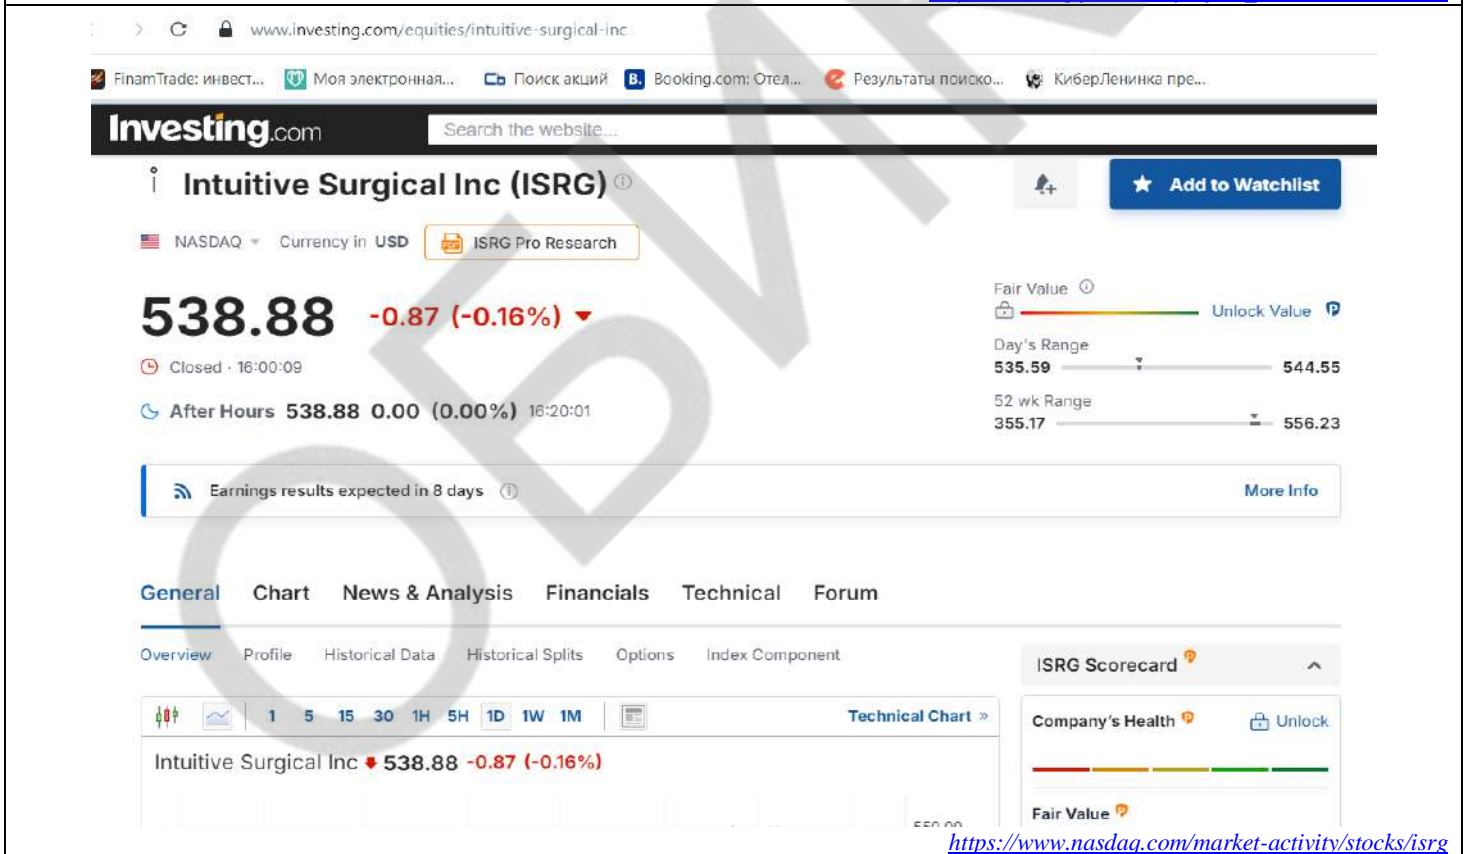 www.investing.com/equities/intuitive-surgical-inc
FinamTrade: инвест... Моя электронная... Поиск акций B. Booking.com: Отел... Результаты поиско... КиберЛенинка пре...
Investing.com Search the website...
Intuitive Surgical Inc (ISRG) Add to Watchlist
NASDAQ Currency in USD ISRG Pro Research
538.88 -0.87 (-0.16%)
Fair Value
Unlock Value
Closed · 16:00:09
Day's Range
535.59 544.55
After Hours 538.88 0.00 (0.00%) 16:20:01
52 wk Range
355.17 556.23
Earnings results expected in 8 days More Info
General Chart News & Analysis Financials Technical Forum
Overview Profile Historical Data Historical Splits Options Index Component
ISRG Scorecard
1 5 15 30 1H 5H 1D 1W 1M Technical Chart »
Company's Health Unlock
Intuitive Surgical Inc 538.88 -0.87 (-0.16%)
Fair Value
https://www.nasdaq.com/market-activity/stocks/isrg